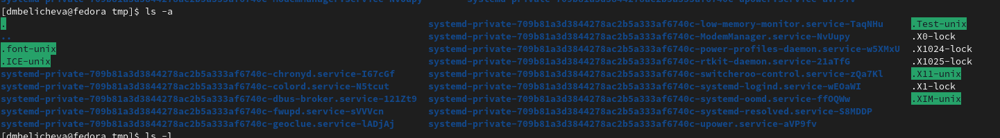 [dmbelicheva@fedora tmp]$ ls -a
. systemd-private-709b81a3d3844278ac2b5a333af6740c-low-memory-monitor.service-TaqNHu .Test-unix
.. systemd-private-709b81a3d3844278ac2b5a333af6740c-ModemManager.service-NvUupy .X0-lock
.font-unix systemd-private-709b81a3d3844278ac2b5a333af6740c-power-profiles-daemon.service-w5XMxU .X1024-lock
.ICE-unix systemd-private-709b81a3d3844278ac2b5a333af6740c-rtkit-daemon.service-21aTfG .X1025-lock
systemd-private-709b81a3d3844278ac2b5a333af6740c-chronyd.service-I67cGf systemd-private-709b81a3d3844278ac2b5a333af6740c-switcheroo-control.service-zQa7Kl .X11-unix
systemd-private-709b81a3d3844278ac2b5a333af6740c-colord.service-N5tcut systemd-private-709b81a3d3844278ac2b5a333af6740c-systemd-logind.service-wEOaWI .X1-lock
systemd-private-709b81a3d3844278ac2b5a333af6740c-dbus-broker.service-121Zt9 systemd-private-709b81a3d3844278ac2b5a333af6740c-systemd-oomd.service-ffOQWw .XIM-unix
systemd-private-709b81a3d3844278ac2b5a333af6740c-fwupd.service-sVVVcn systemd-private-709b81a3d3844278ac2b5a333af6740c-systemd-resolved.service-S8MDDP
systemd-private-709b81a3d3844278ac2b5a333af6740c-geoclue.service-lADjAj systemd-private-709b81a3d3844278ac2b5a333af6740c-upower.service-aVP9fv
[dmbelicheva@fedora tmp]$ ls -l